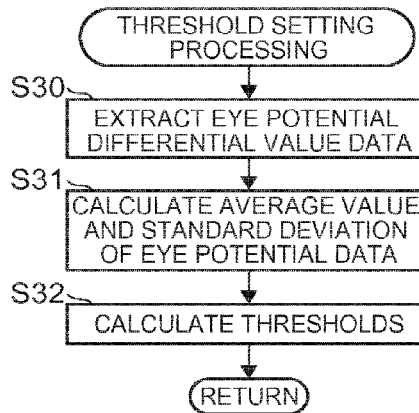 THRESHOLD SETTING
PROCESSING
S30
EXTRACT EYE POTENTIAL
DIFFERENTIAL VALUE DATA
S31
CALCULATE AVERAGE VALUE
AND STANDARD DEVIATION
OF EYE POTENTIAL DATA
S32
CALCULATE THRESHOLDS
RETURN